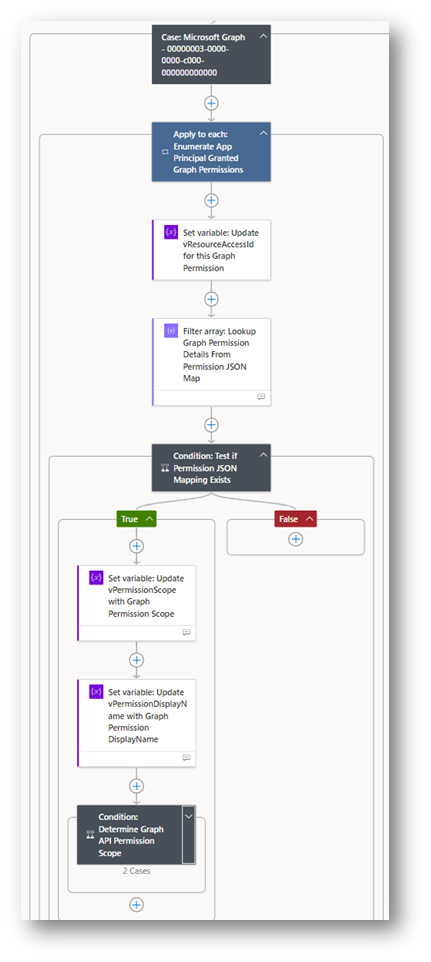 Case: Microsoft Graph
- 00000003-0000-
0000-c000-
000000000000
Apply to each:
Enumerate App
Principal Granted
Graph Permissions
{x}
Set variable: Update
vResourceAccessId
for this Graph
Permission
Filter array: Lookup
Graph Permission
Details From
Permission JSON
Map
Condition: Test if
Permission JSON
Mapping Exists
True
False
{x}
Set variable: Update
vPermissionScope
with Graph
Permission Scope
{x}
Set variable: Update
vPermissionDisplayN
ame with Graph
Permission
DisplayName
Condition:
Determine Graph
API Permission
Scope
2 Cases